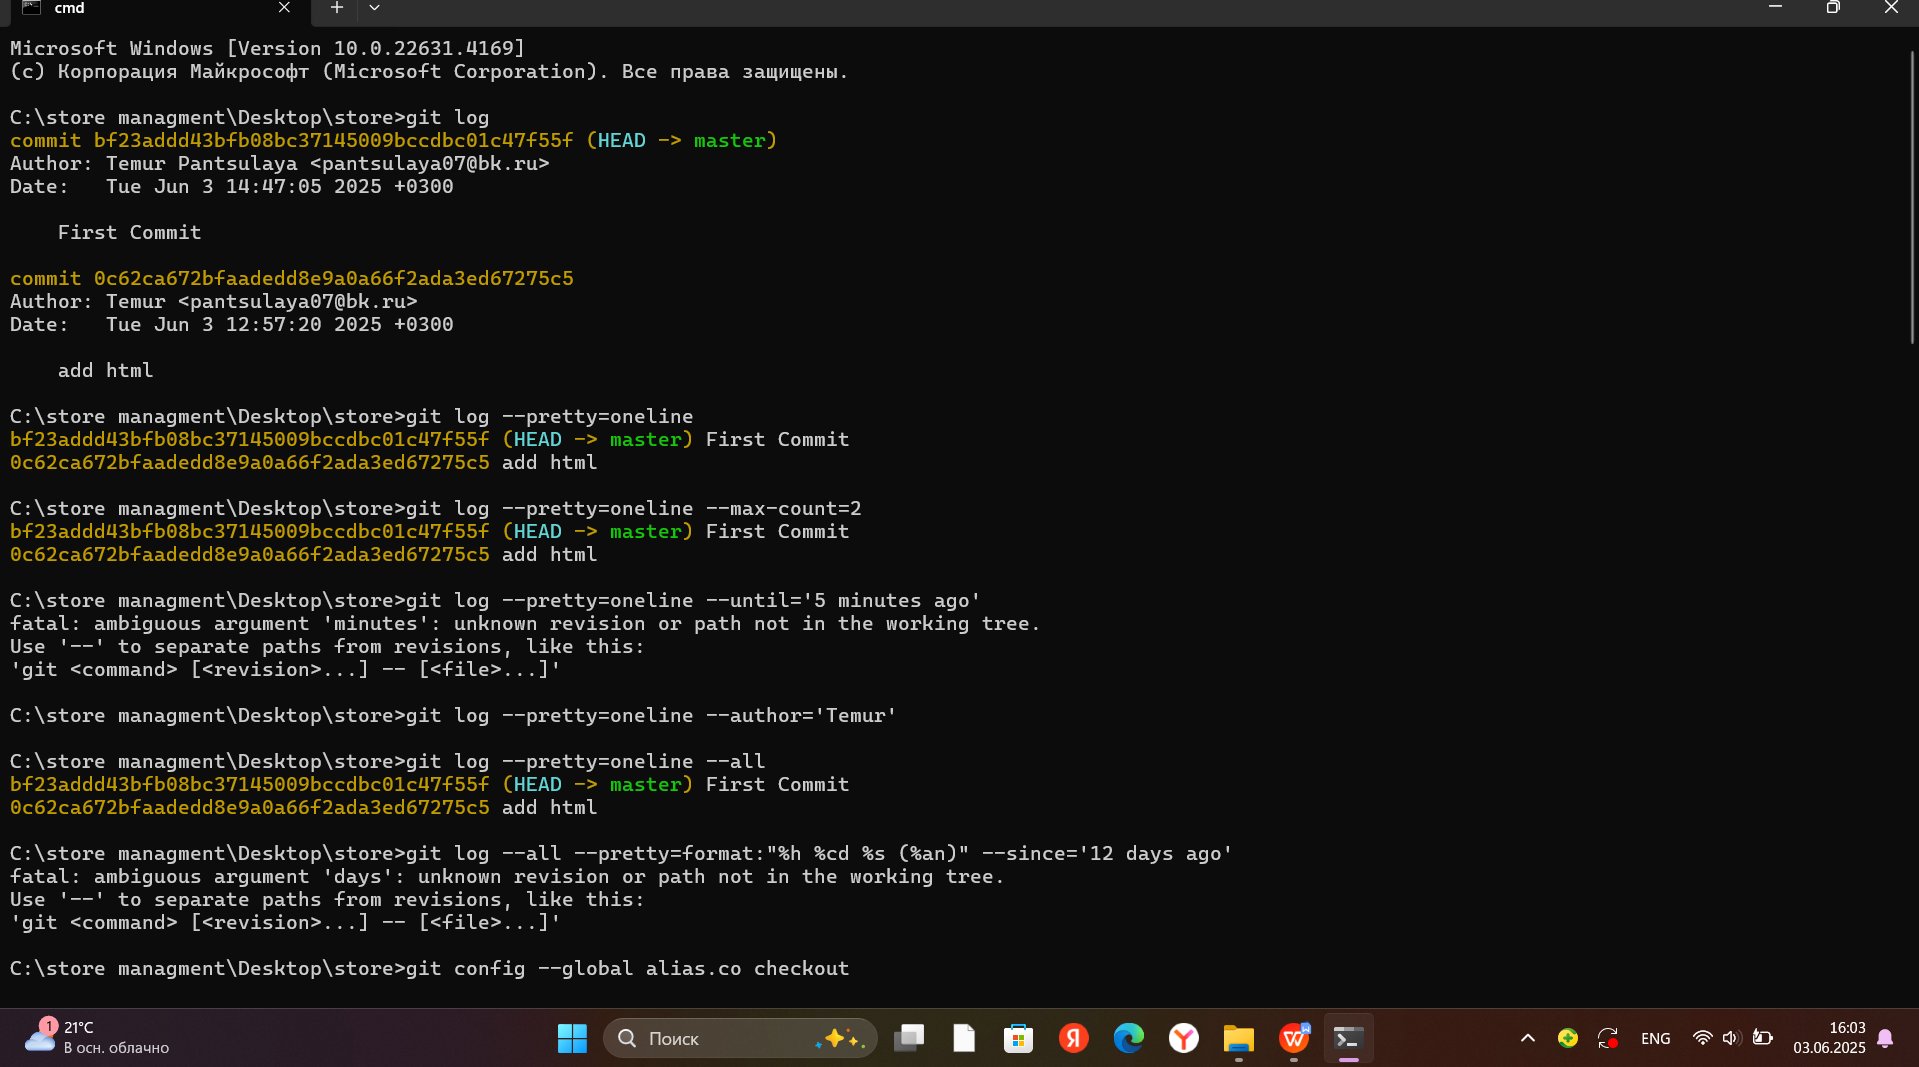 cmd
Microsoft Windows [Version 10.0.22631.4169]
(c) Корпорация Майкрософт (Microsoft Corporation). Все права защищены.
C:\store managment\Desktop\store>git log
commit bf23addd43bfb08bc37145009bccdbc01c47f55f (HEAD -> master)
Author: Temur Pantsulaya <pantsulaya07@bk.ru>
Date:   Tue Jun 3 14:47:05 2025 +0300
First Commit
commit 0c62ca672bfaadedd8e9a0a66f2ada3ed67275c5
Author: Temur <pantsulaya07@bk.ru>
Date:   Tue Jun 3 12:57:20 2025 +0300
add html
C:\store managment\Desktop\store>git log --pretty=oneline
bf23addd43bfb08bc37145009bccdbc01c47f55f (HEAD -> master) First Commit
0c62ca672bfaadedd8e9a0a66f2ada3ed67275c5 add html
C:\store managment\Desktop\store>git log --pretty=oneline --max-count=2
bf23addd43bfb08bc37145009bccdbc01c47f55f (HEAD -> master) First Commit
0c62ca672bfaadedd8e9a0a66f2ada3ed67275c5 add html
C:\store managment\Desktop\store>git log --pretty=oneline --until='5 minutes ago'
fatal: ambiguous argument 'minutes': unknown revision or path not in the working tree.
Use '--' to separate paths from revisions, like this:
'git <command> [<revision>...] -- [<file>...]'
C:\store managment\Desktop\store>git log --pretty=oneline --author='Temur'
C:\store managment\Desktop\store>git log --pretty=oneline --all
bf23addd43bfb08bc37145009bccdbc01c47f55f (HEAD -> master) First Commit
0c62ca672bfaadedd8e9a0a66f2ada3ed67275c5 add html
C:\store managment\Desktop\store>git log --all --pretty=format:"%h %cd %s (%an)" --since='12 days ago'
fatal: ambiguous argument 'days': unknown revision or path not in the working tree.
Use '--' to separate paths from revisions, like this:
'git <command> [<revision>...] -- [<file>...]'
C:\store managment\Desktop\store>git config --global alias.co checkout
1
21°C
В осн. облачно
Поиск
Я
Y
W
W
ENG
16:03
03.06.2025